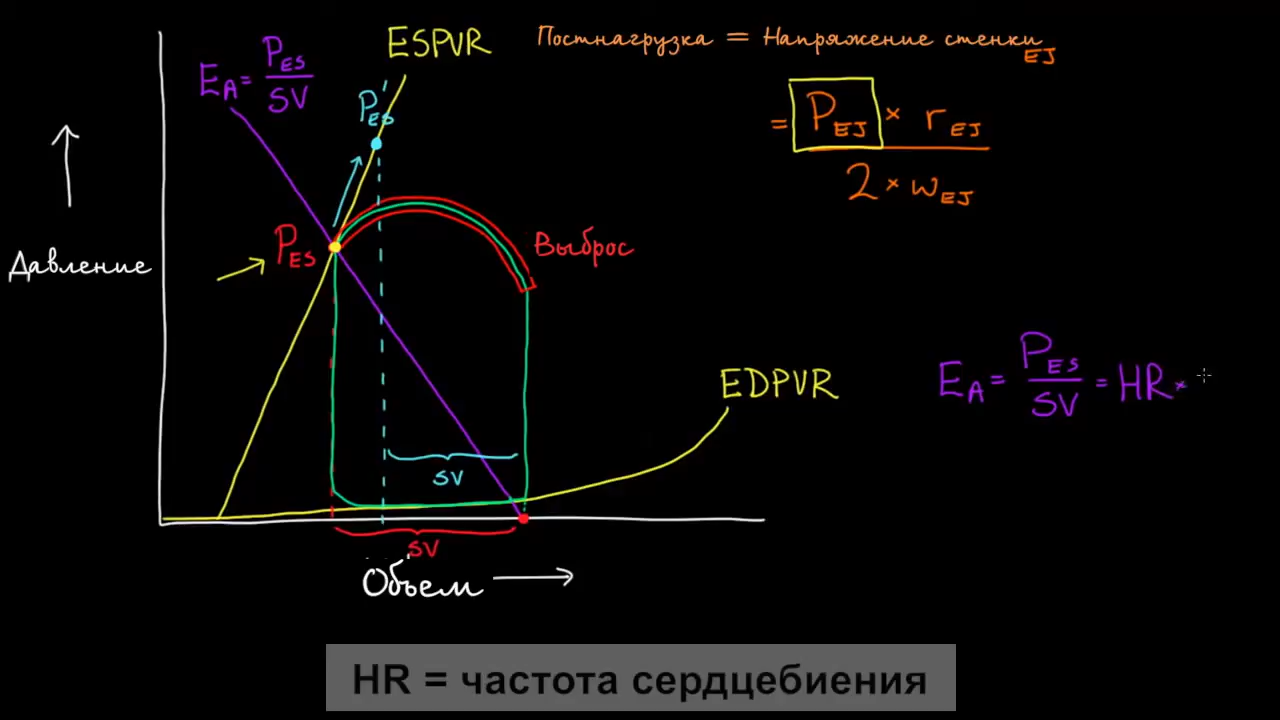 ESPVR
Постнагрузка = Напряжение стенки EJ
E_A = P_ES / SV
P'_ES
= P_EJ × r_EJ / 2 × w_EJ
Давление
P_ES
Выброс
EDPVR
E_A = P_ES / SV = HR ×
SV
SV
Объем
HR = частота сердцебиения